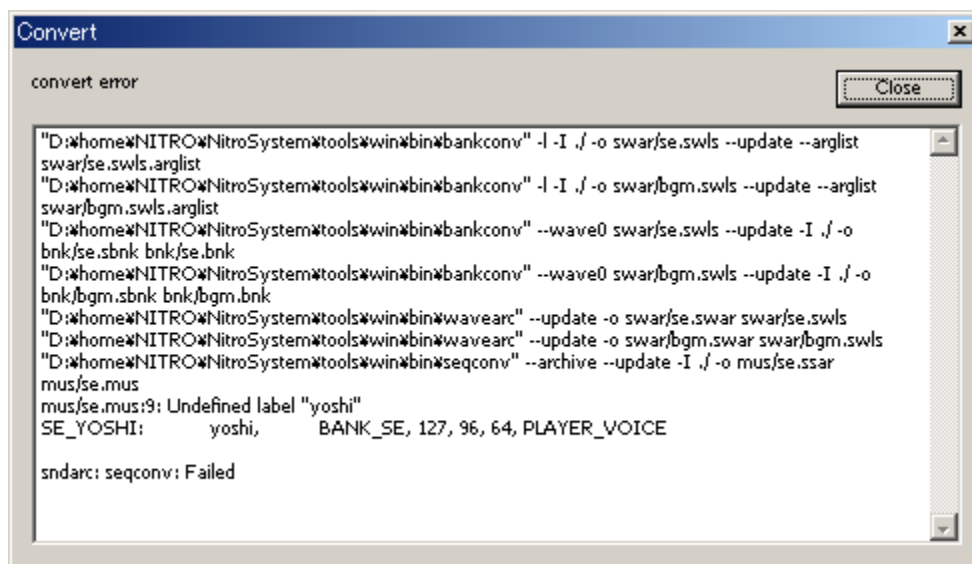 Convert
convert error
Close
"D:¥home¥NITRO¥NitroSystem¥tools¥win¥bin¥bankconv" -l -I ./ -o swar/se.swls --update --arglist
swar/se.swls.arglist
"D:¥home¥NITRO¥NitroSystem¥tools¥win¥bin¥bankconv" -l -I ./ -o swar/bgm.swls --update --arglist
swar/bgm.swls.arglist
"D:¥home¥NITRO¥NitroSystem¥tools¥win¥bin¥bankconv" --wave0 swar/se.swls --update -I ./ -o
bnk/se.sbnk bnk/se.bnk
"D:¥home¥NITRO¥NitroSystem¥tools¥win¥bin¥bankconv" --wave0 swar/bgm.swls --update -I ./ -o
bnk/bgm.sbnk bnk/bgm.bnk
"D:¥home¥NITRO¥NitroSystem¥tools¥win¥bin¥wavearc" --update -o swar/se.swar swar/se.swls
"D:¥home¥NITRO¥NitroSystem¥tools¥win¥bin¥wavearc" --update -o swar/bgm.swar swar/bgm.swls
"D:¥home¥NITRO¥NitroSystem¥tools¥win¥bin¥seqconv" --archive --update -I ./ -o mus/se.ssar
mus/se.mus
mus/se.mus:9: Undefined label "yoshi"
SE_YOSHI: yoshi, BANK_SE, 127, 96, 64, PLAYER_VOICE
sndarc: seqconv: Failed